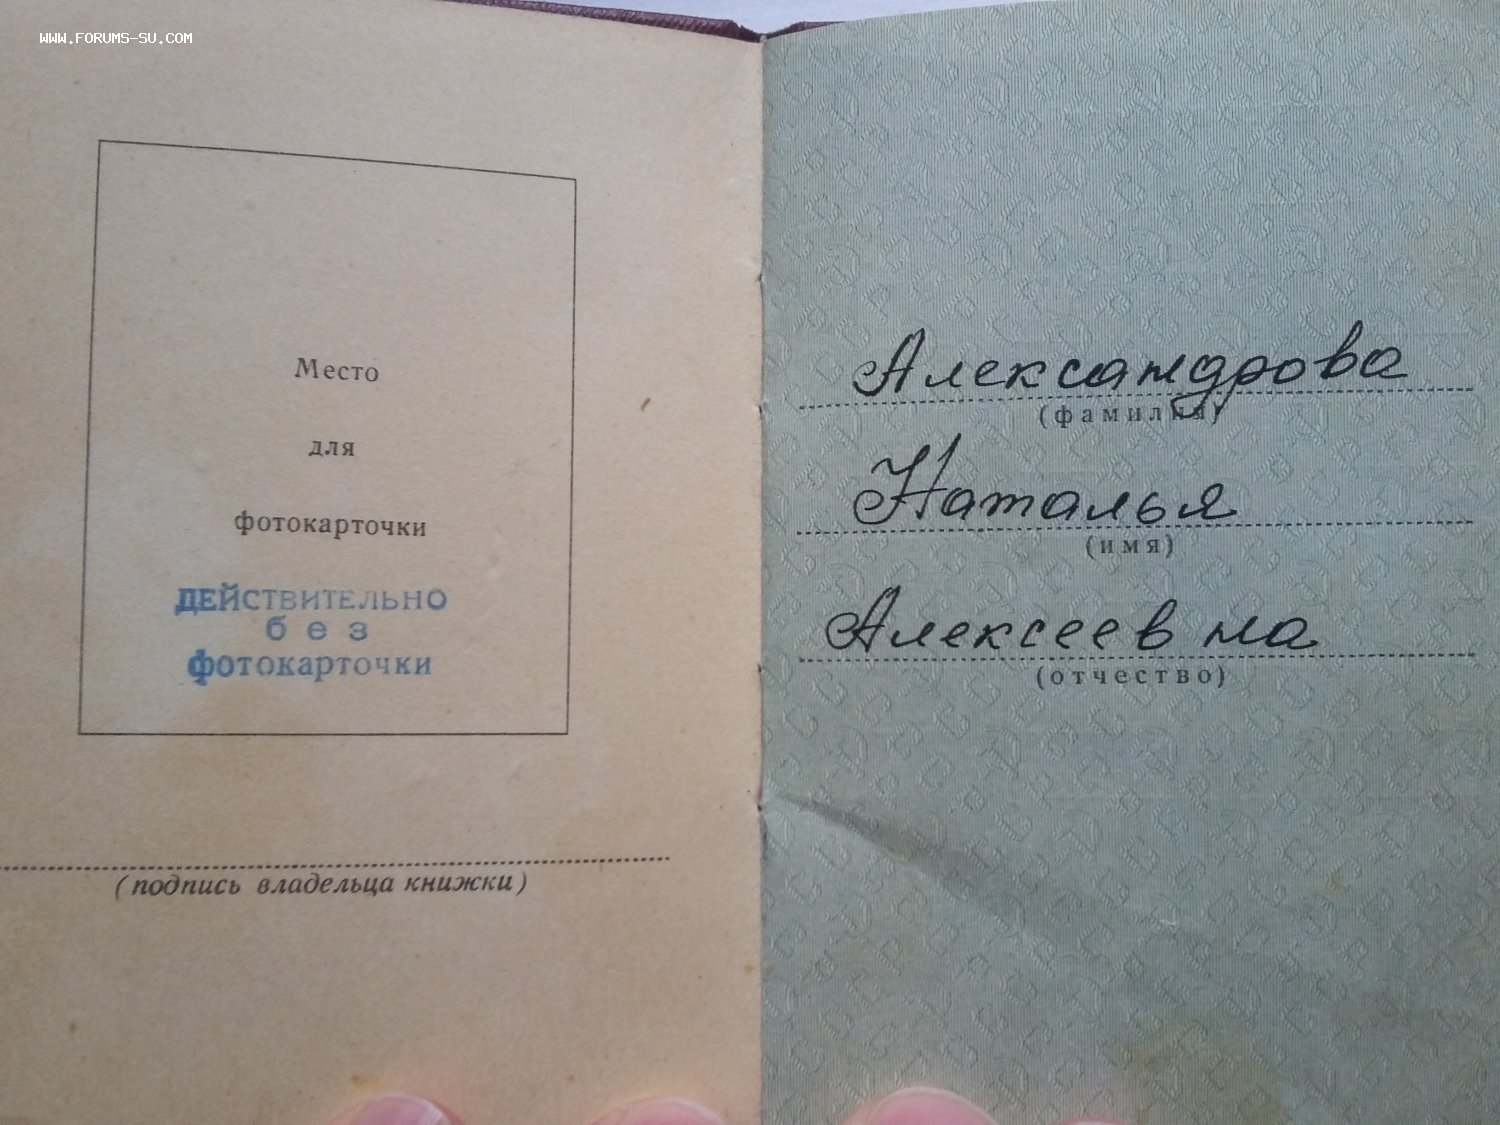 WWW.FORUMS-SU.COM
Место
для
фотокарточки
ДЕЙСТВИТЕЛЬНО
без
фотокарточки
(подпись владельца книжки)
Александрова
(фамилия)
Наталья
(имя)
Алексеевна
(отчество)